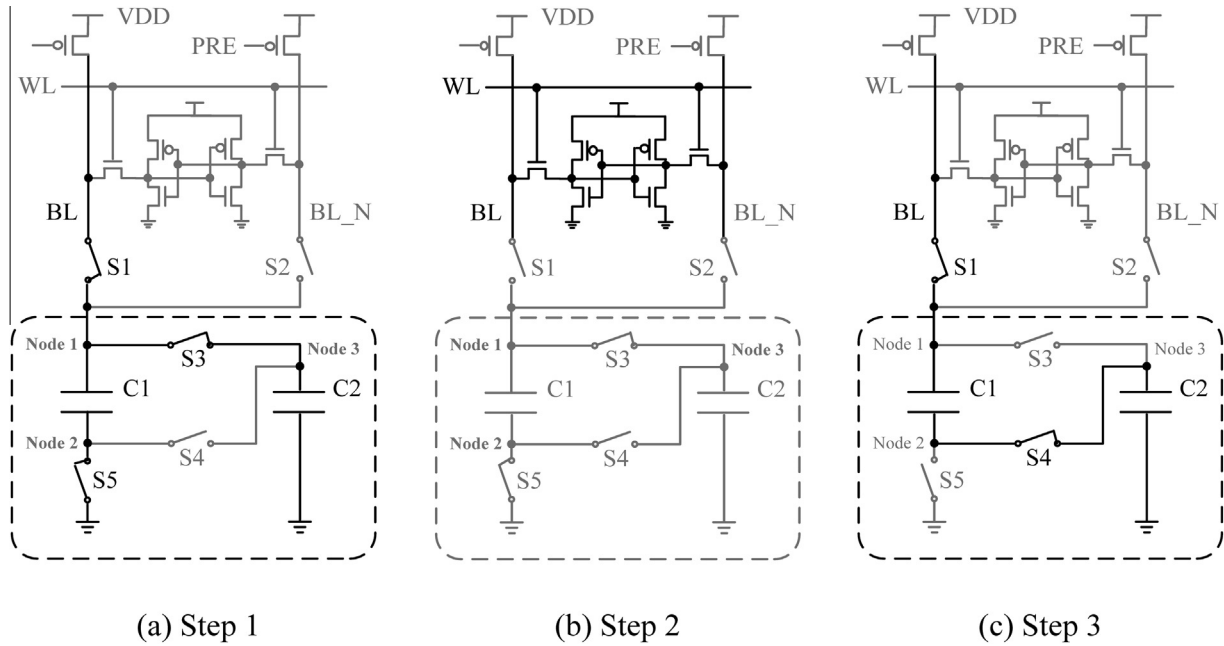 VDD
PRE
WL
BL
BL_N
S1
S2
Node 1
S3
Node 3
C1
C2
Node 2
S4
S5
(a) Step 1
VDD
PRE
WL
BL
BL_N
S1
S2
Node 1
S3
Node 3
C1
C2
Node 2
S4
S5
(b) Step 2
VDD
PRE
WL
BL
BL_N
S1
S2
Node 1
S3
Node 3
C1
C2
Node 2
S4
S5
(c) Step 3